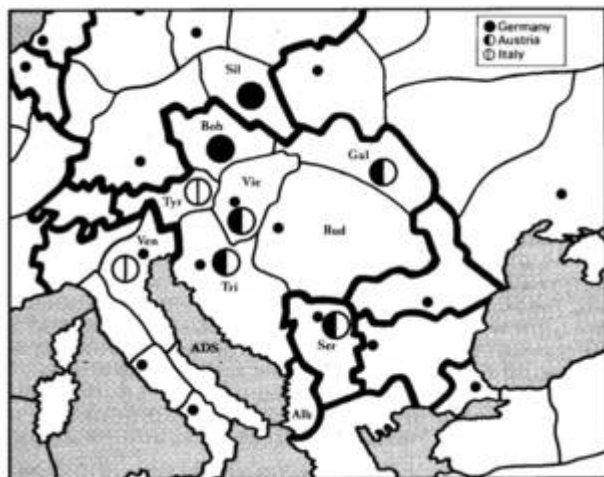 Germany
Austria
Italy
Sil
Boh
Gal
Vie
Tyr
Bud
Ven
Tri
Ser
ADS
Alb